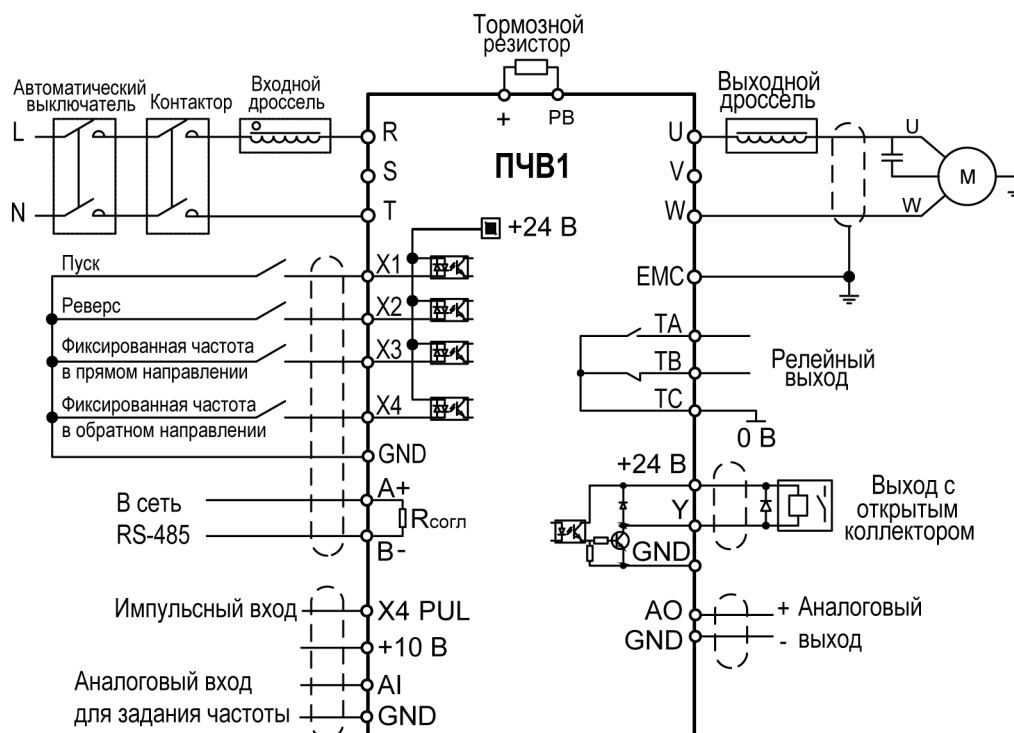 Тормозной
резистор
+
PB
Автоматический
выключатель
Контактор
Входной
дроссель
Выходной
дроссель
L
N
R
S
T
ПЧВ1
U
V
W
U
W
M
+24 В
EMC
Пуск
X1
Реверс
X2
Фиксированная частота
в прямом направлении
X3
Фиксированная частота
в обратном направлении
X4
GND
TA
TB
TC
Релейный
выход
0 В
В сеть
RS-485
A+
Rсогл
B-
+24 В
Y
GND
Выход с
открытым
коллектором
Импульсный вход
X4 PUL
+10 В
Аналоговый вход
для задания частоты
AI
GND
AO
GND
+ Аналоговый
- выход